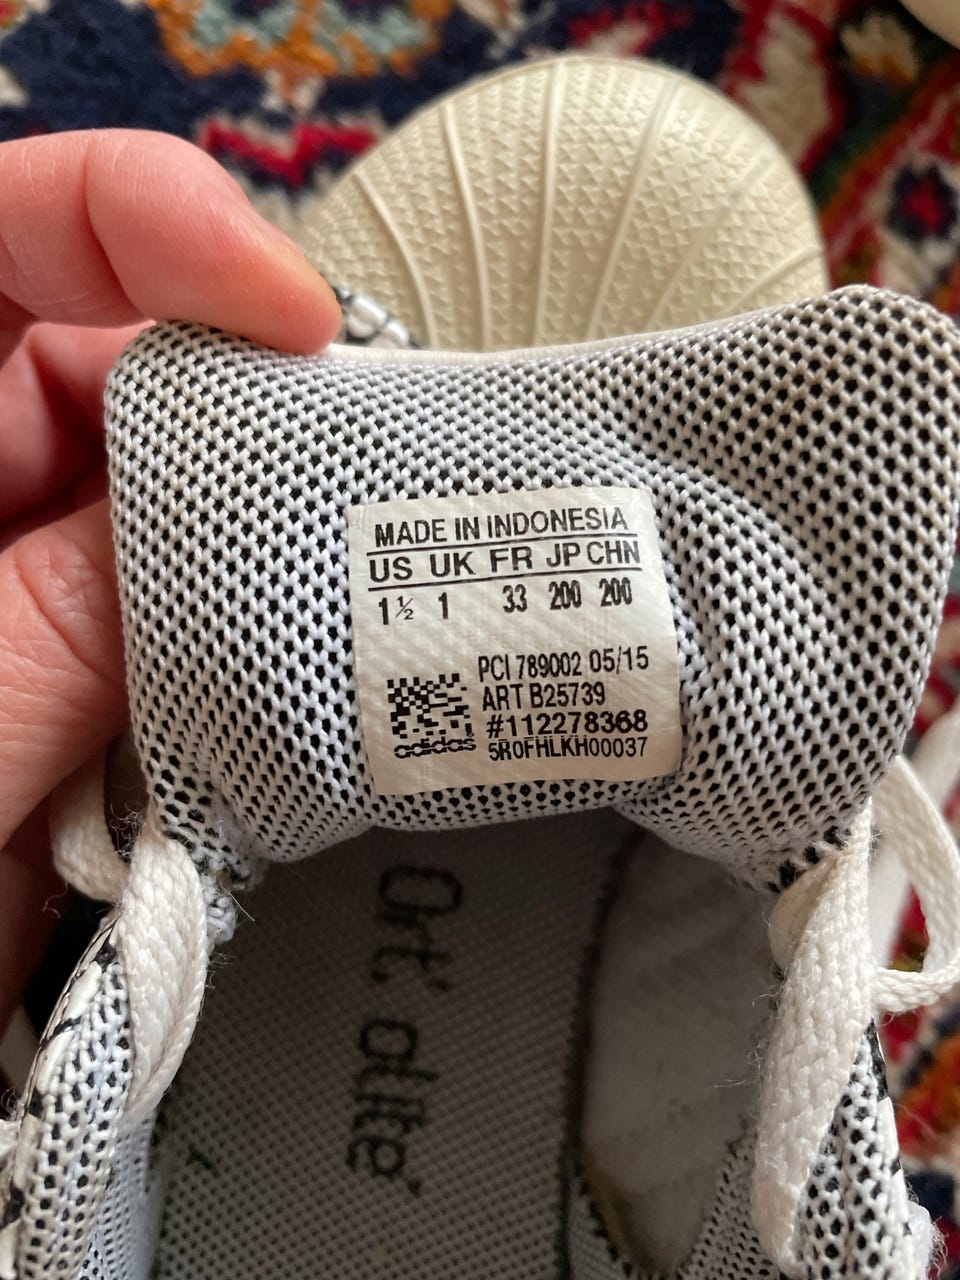 MADE IN INDONESIA
US UK FR JP CHN
1½ 1 33 200 200
PCI 789002 05/15
ART B25739
#112278368
adidas 5R0FHLKH00037